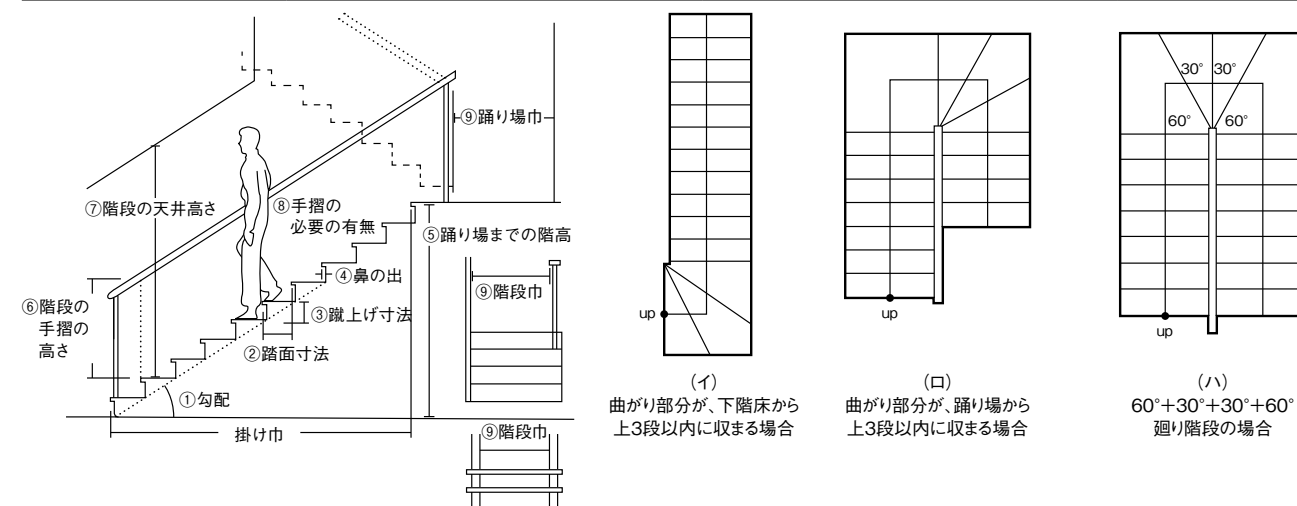 ⑨踊り場巾
⑦階段の天井高さ
⑧手摺の
必要の有無
⑤踊り場までの階高
④鼻の出
⑨階段巾
⑥階段の
手摺の
高さ
③蹴上げ寸法
②踏面寸法
①勾配
掛け巾
⑨階段巾
up
（イ）
曲がり部分が、下階床から
上3段以内に収まる場合
up
（ロ）
曲がり部分が、踊り場から
上3段以内に収まる場合
30° 30°
60° 60°
up
（ハ）
60°+30°+30°+60°
廻り階段の場合